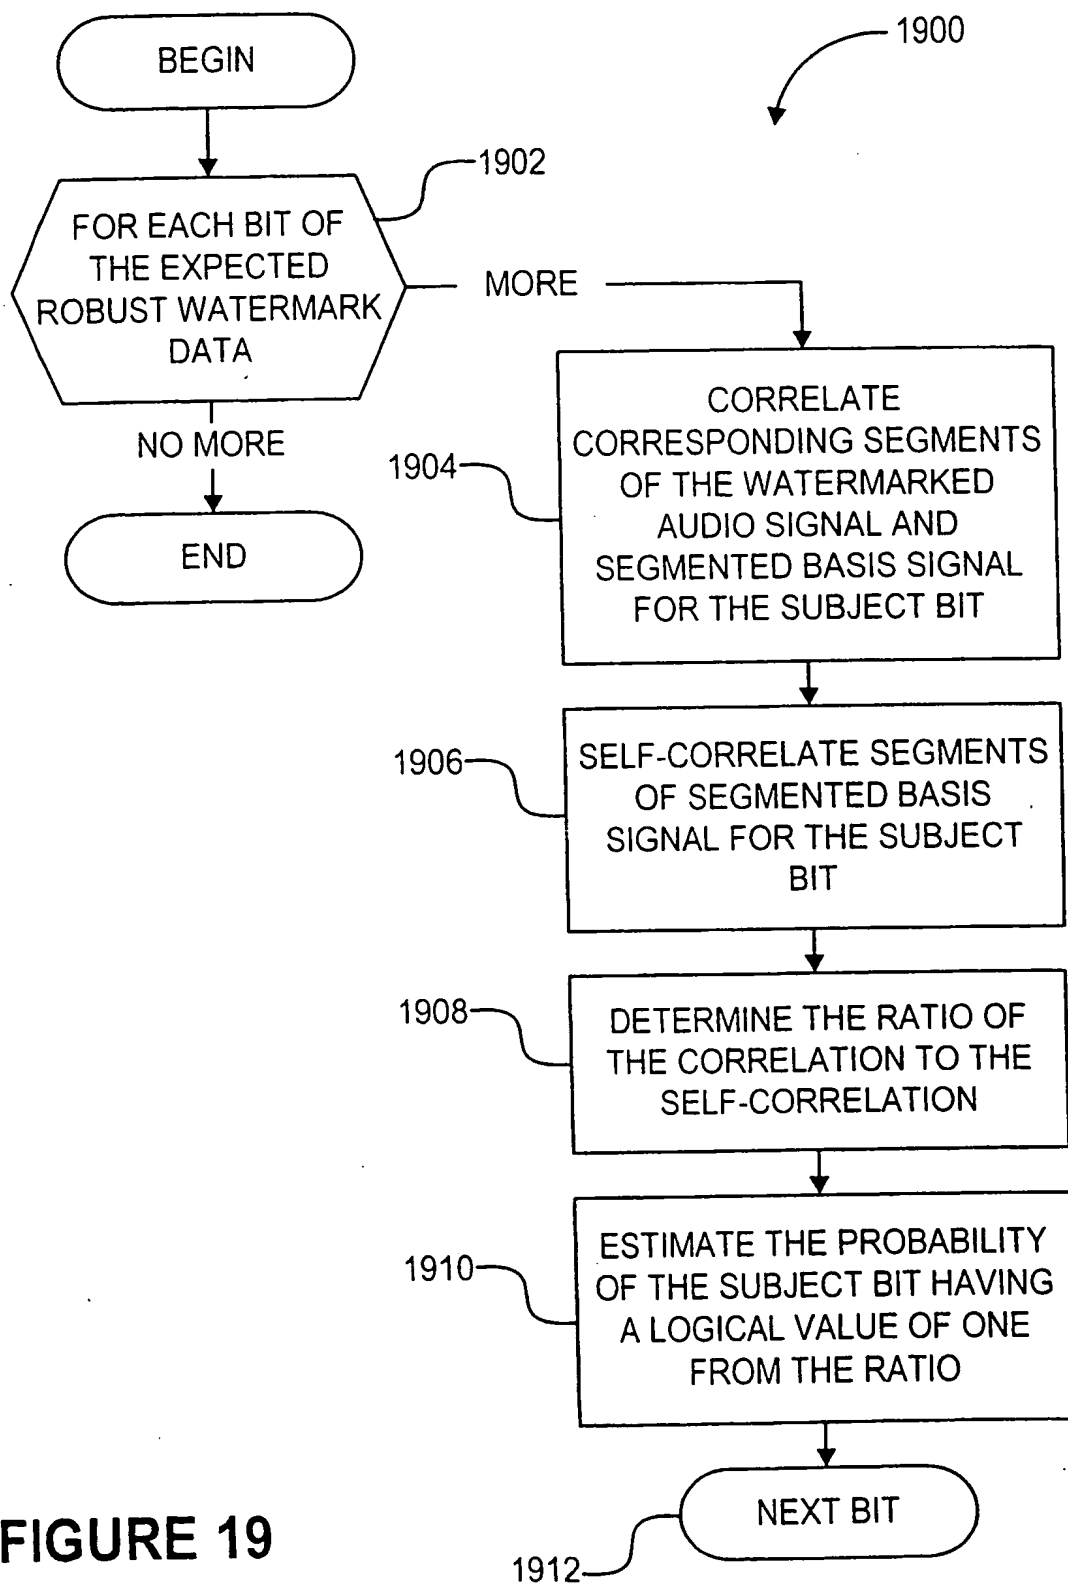 BEGIN
1900
1902
FOR EACH BIT OF
THE EXPECTED
ROBUST WATERMARK
DATA
MORE
NO MORE
END
1904
CORRELATE
CORRESPONDING SEGMENTS
OF THE WATERMARKED
AUDIO SIGNAL AND
SEGMENTED BASIS SIGNAL
FOR THE SUBJECT BIT
1906
SELF-CORRELATE SEGMENTS
OF SEGMENTED BASIS
SIGNAL FOR THE SUBJECT
BIT
1908
DETERMINE THE RATIO OF
THE CORRELATION TO THE
SELF-CORRELATION
1910
ESTIMATE THE PROBABILITY
OF THE SUBJECT BIT HAVING
A LOGICAL VALUE OF ONE
FROM THE RATIO
NEXT BIT
1912
FIGURE 19